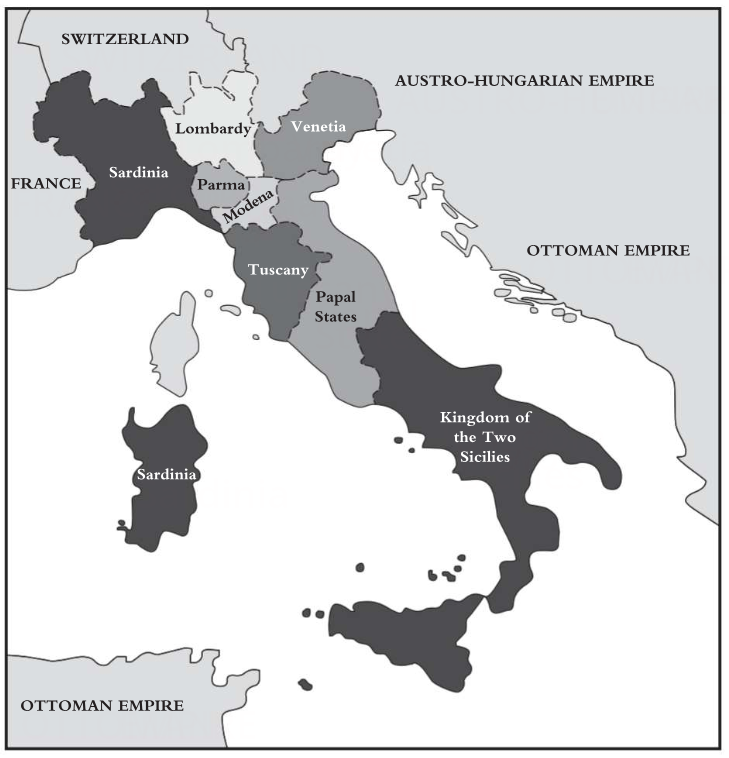 SWITZERLAND
AUSTRO-HUNGARIAN EMPIRE
Lombardy
Venetia
Sardinia
FRANCE
Parma
Modena
OTTOMAN EMPIRE
Tuscany
Papal
States
Kingdom of
the Two
Sicilies
Sardinia
OTTOMAN EMPIRE